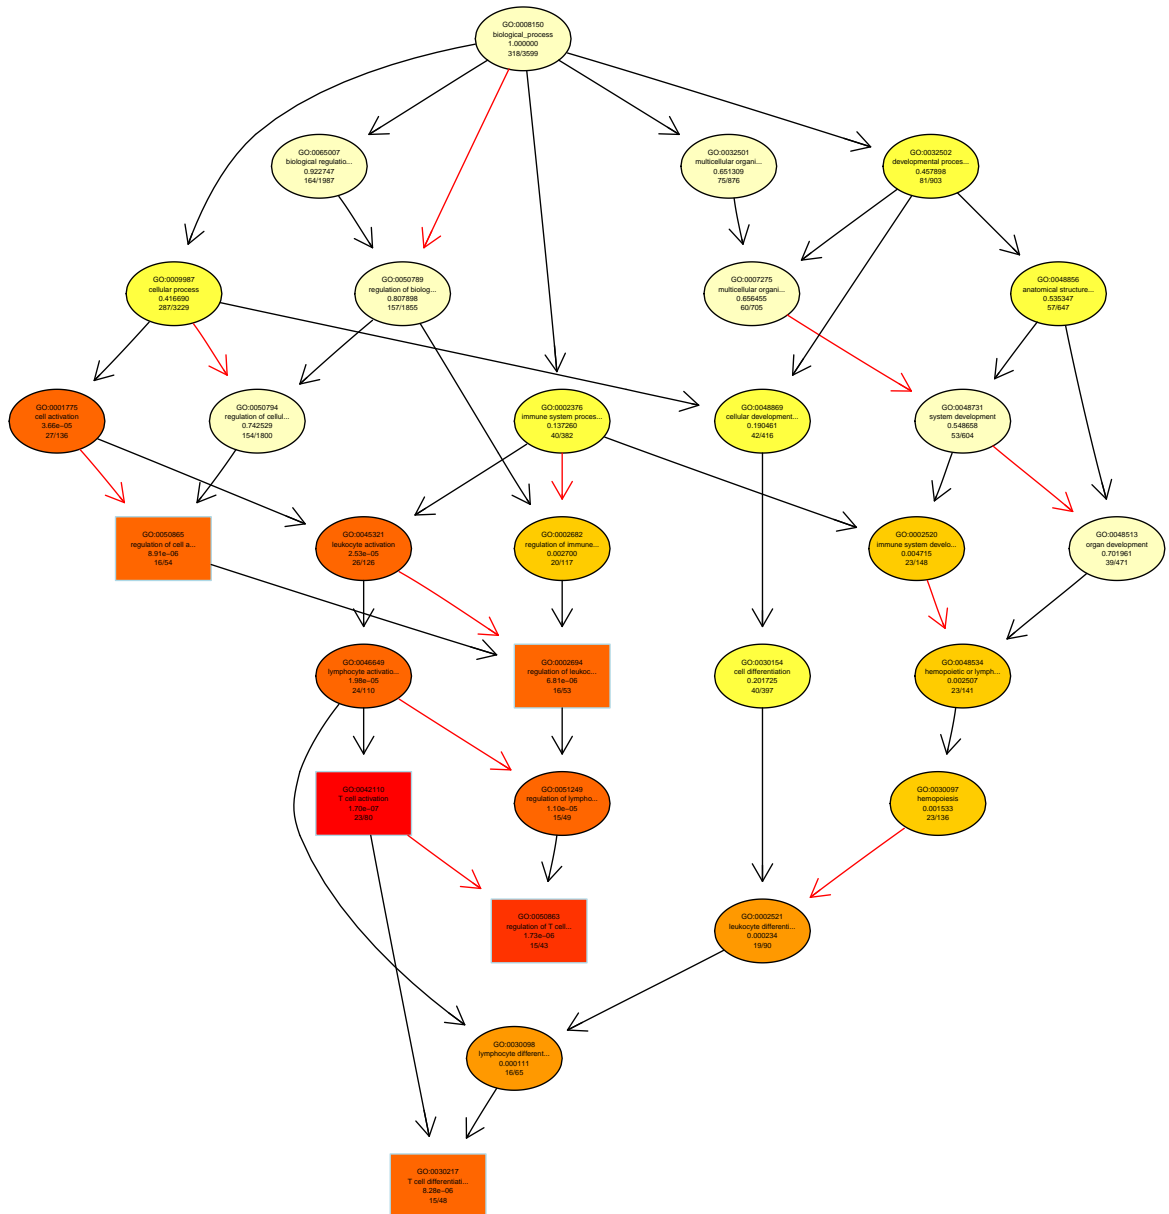 GO:0008150
biological_process
1.000000
318/3599
GO:0065007
biological regulatio...
0.922747
164/1987
GO:0032501
multicellular organi...
0.651309
75/876
GO:0032502
developmental proces...
0.457898
81/903
GO:0009987
cellular process
0.416690
287/3229
GO:0050789
regulation of biolog...
0.807898
157/1855
GO:0007275
multicellular organi...
0.656455
60/705
GO:0048856
anatomical structure...
0.535347
57/647
GO:0001775
cell activation
3.66e−05
27/136
GO:0050794
regulation of cellul...
0.742529
154/1800
GO:0002376
immune system proces...
0.137260
40/382
GO:0048869
cellular development...
0.190461
42/416
GO:0048731
system development
0.548658
53/604
GO:0050865
regulation of cell a...
8.91e−06
16/54
GO:0045321
leukocyte activation
2.53e−05
26/126
GO:0002682
regulation of immune...
0.002700
20/117
GO:0002520
immune system develo...
0.004715
23/148
GO:0048513
organ development
0.701961
39/471
GO:0046649
lymphocyte activatio...
1.98e−05
24/110
GO:0002694
regulation of leukoc...
6.81e−06
16/53
GO:0030154
cell differentiation
0.201725
40/397
GO:0048534
hemopoietic or lymph...
0.002507
23/141
GO:0042110
T cell activation
1.70e−07
23/80
GO:0051249
regulation of lympho...
1.10e−05
15/49
GO:0030097
hemopoiesis
0.001533
23/136
GO:0050863
regulation of T cell...
1.73e−06
15/43
GO:0002521
leukocyte differenti...
0.000234
19/90
GO:0030098
lymphocyte different...
0.000111
16/65
GO:0030217
T cell differentiati...
8.28e−06
15/48